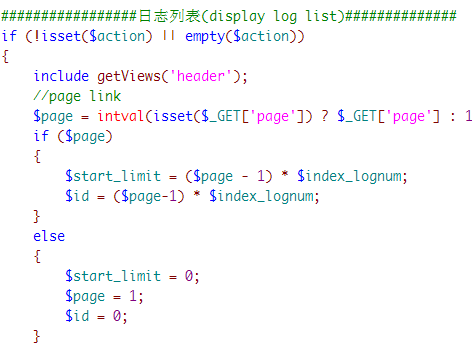 #################日志列表(display log list)##############
if (!isset($action) || empty($action))
{
    include getViews('header');
    //page link
    $page = intval(isset($_GET['page']) ? $_GET['page'] : 1
    if ($page)
    {
        $start_limit = ($page - 1) * $index_lognum;
        $id = ($page-1) * $index_lognum;
    }
    else
    {
        $start_limit = 0;
        $page = 1;
        $id = 0;
    }